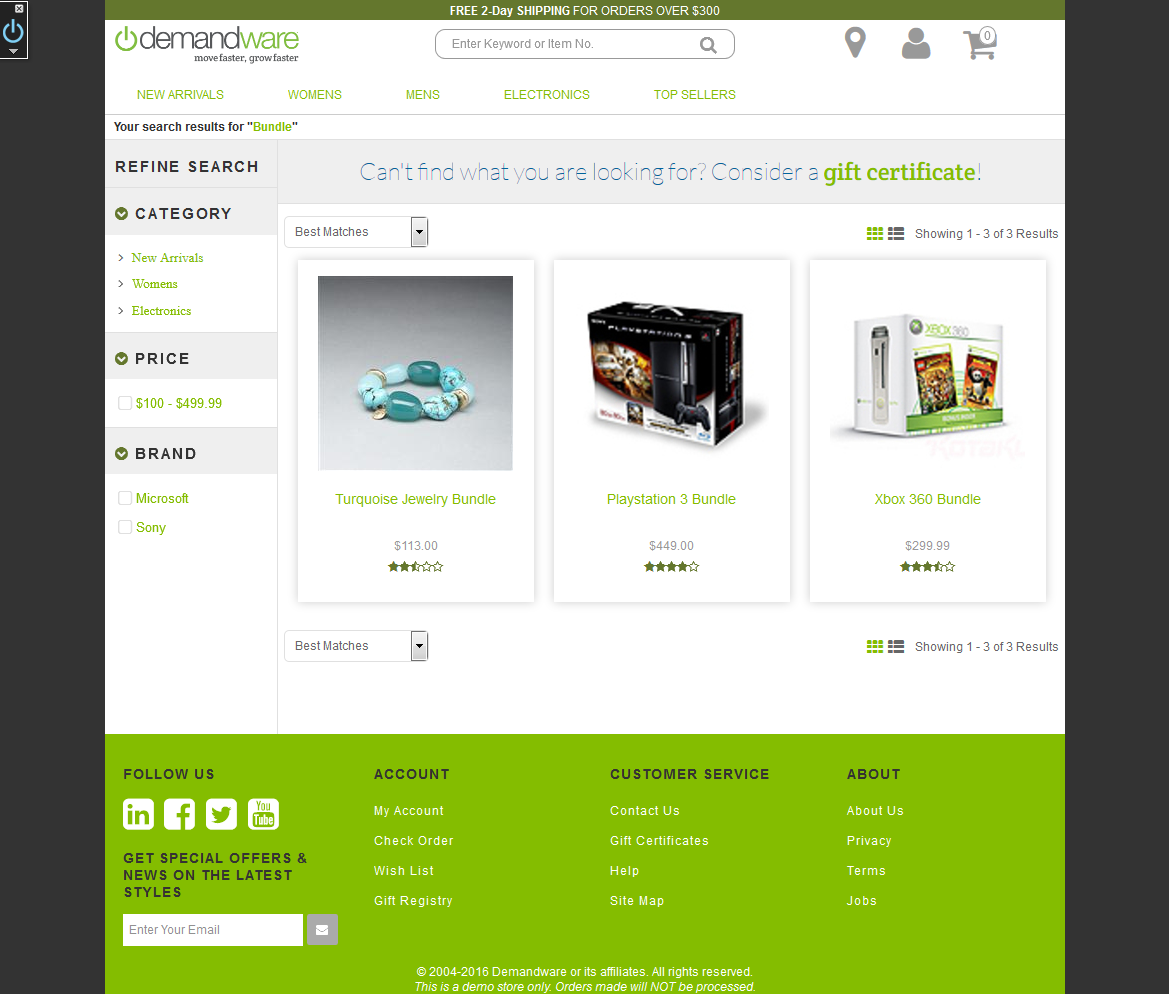 FREE 2-Day SHIPPING FOR ORDERS OVER $300
demandware
move faster, grow faster
Enter Keyword or Item No.
0
NEW ARRIVALS WOMENS MENS ELECTRONICS TOP SELLERS
Your search results for "Bundle"
REFINE SEARCH
CATEGORY
New Arrivals
Womens
Electronics
PRICE
$100 - $499.99
BRAND
Microsoft
Sony
Can't find what you are looking for? Consider a gift certificate!
Best Matches
Showing 1 - 3 of 3 Results
PLAYSTATION 3
XBOX 360
KOTAKU
Turquoise Jewelry Bundle
$113.00
Playstation 3 Bundle
$449.00
Xbox 360 Bundle
$299.99
Best Matches
Showing 1 - 3 of 3 Results
FOLLOW US
in
You
Tube
GET SPECIAL OFFERS &
NEWS ON THE LATEST
STYLES
Enter Your Email
ACCOUNT
My Account
Check Order
Wish List
Gift Registry
CUSTOMER SERVICE
Contact Us
Gift Certificates
Help
Site Map
ABOUT
About Us
Privacy
Terms
Jobs
© 2004-2016 Demandware or its affiliates. All rights reserved.
This is a demo store only. Orders made will NOT be processed.